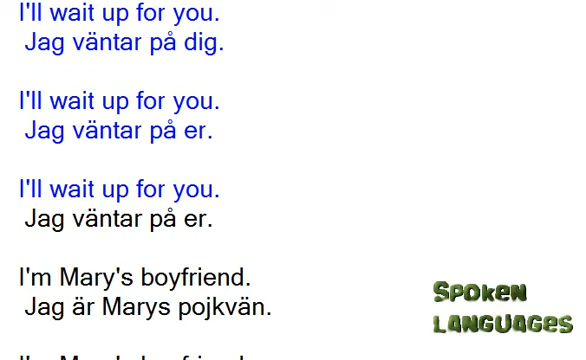 I'll wait up for you.
Jag väntar på dig.
I'll wait up for you.
Jag väntar på er.
I'll wait up for you.
Jag väntar på er.
I'm Mary's boyfriend.
Jag är Marys pojkvän.
SPOKEN
LANGUAGES